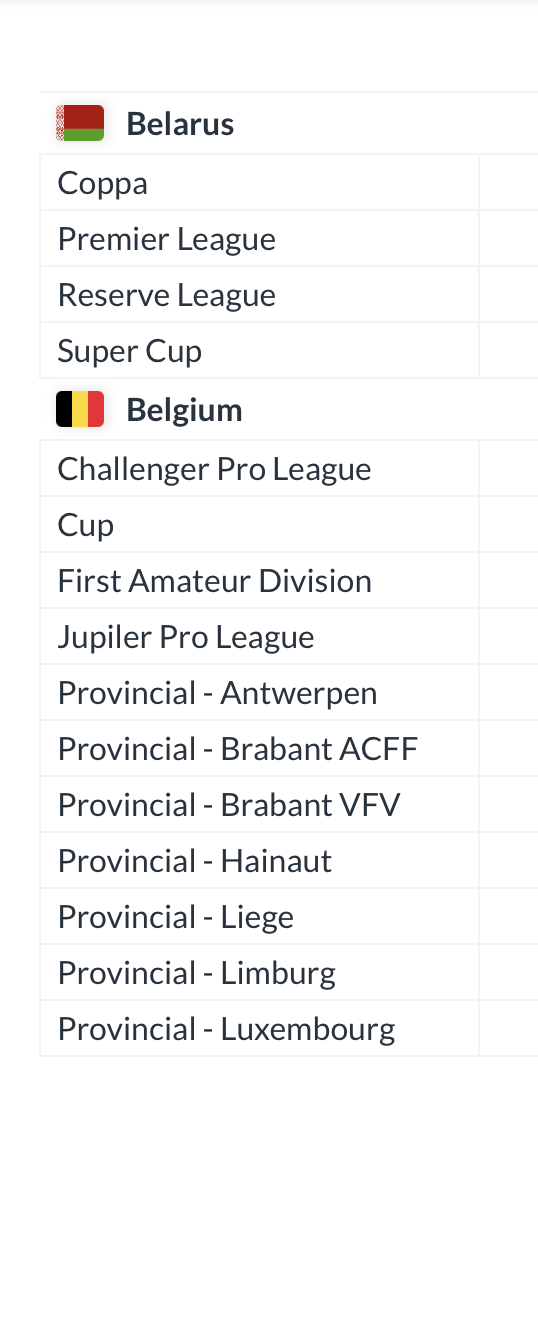 Belarus
Coppa
Premier League
Reserve League
Super Cup
Belgium
Challenger Pro League
Cup
First Amateur Division
Jupiler Pro League
Provincial - Antwerpen
Provincial - Brabant ACFF
Provincial - Brabant VFV
Provincial - Hainaut
Provincial - Liege
Provincial - Limburg
Provincial - Luxembourg